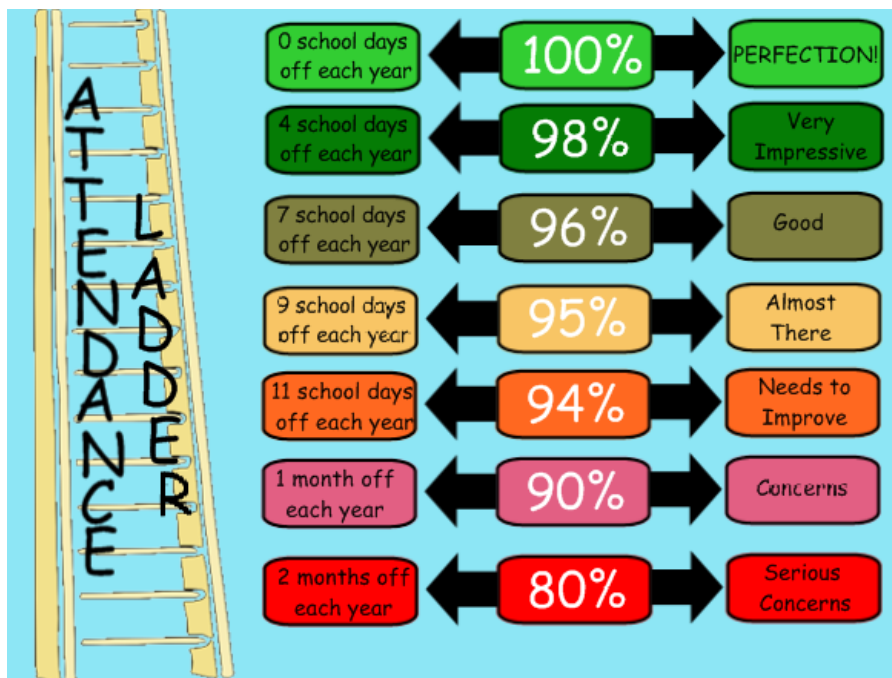 ATTENDANCE
LADDER
0 school days
off each year
100%
PERFECTION!
4 school days
off each year
98%
Very
Impressive
7 school days
off each year
96%
Good
9 school days
off each year
95%
Almost
There
11 school days
off each year
94%
Needs to
Improve
1 month off
each year
90%
Concerns
2 months off
each year
80%
Serious
Concerns